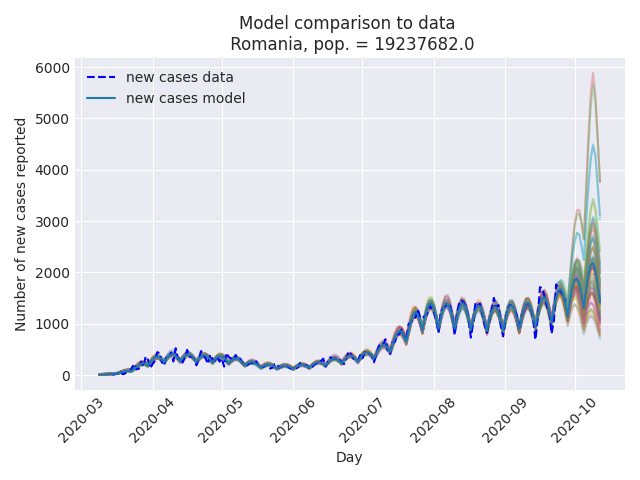 Model comparison to data
Romania, pop. = 19237682.0
new cases data
new cases model
Number of new cases reported
6000
5000
4000
3000
2000
1000
0
2020-03
2020-04
2020-05
2020-06
2020-07
2020-08
2020-09
2020-10
Day